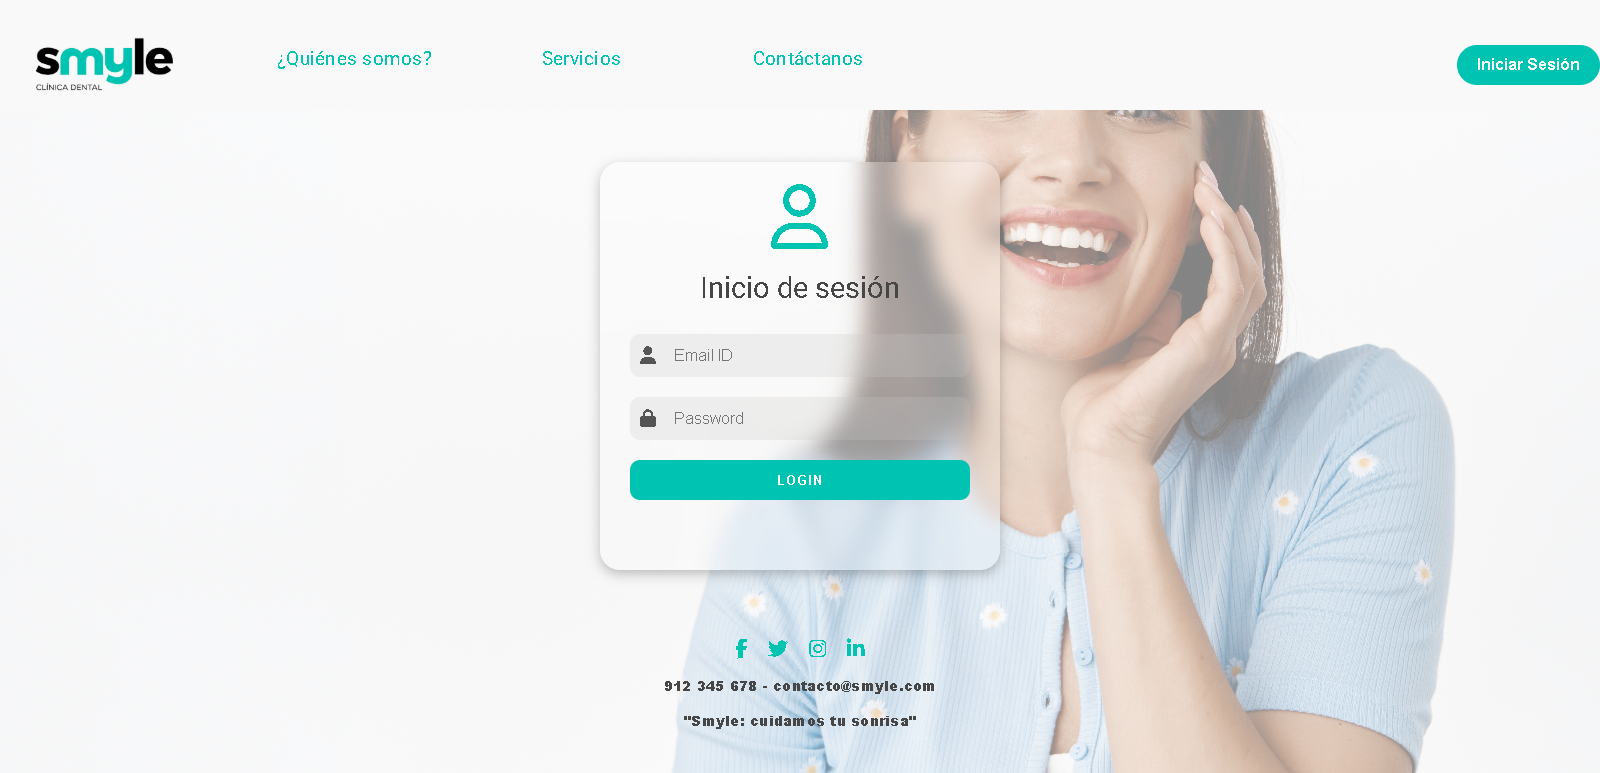 smyle
CLÍNICA DENTAL
¿Quiénes somos?
Servicios
Contáctanos
Iniciar Sesión
Inicio de sesión
Email ID
Password
LOGIN
912 345 678 - contacto@smyle.com
"Smyle: cuidamos tu sonrisa"